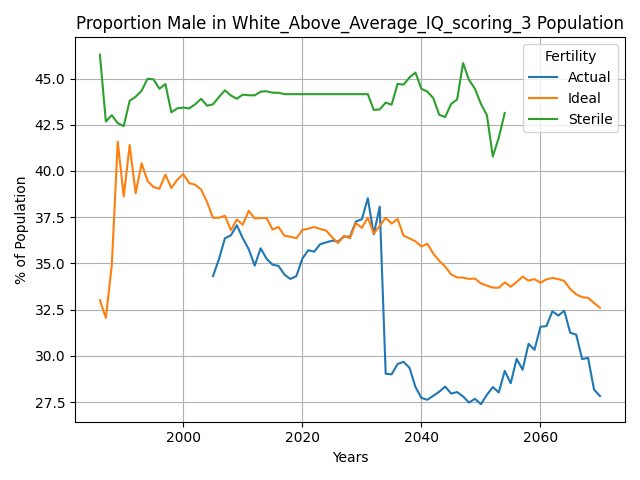 Proportion Male in White_Above_Average_IQ_scoring_3 Population
Fertility
Actual
Ideal
Sterile
% of Population
45.0
42.5
40.0
37.5
35.0
32.5
30.0
27.5
2000
2020
2040
2060
Years